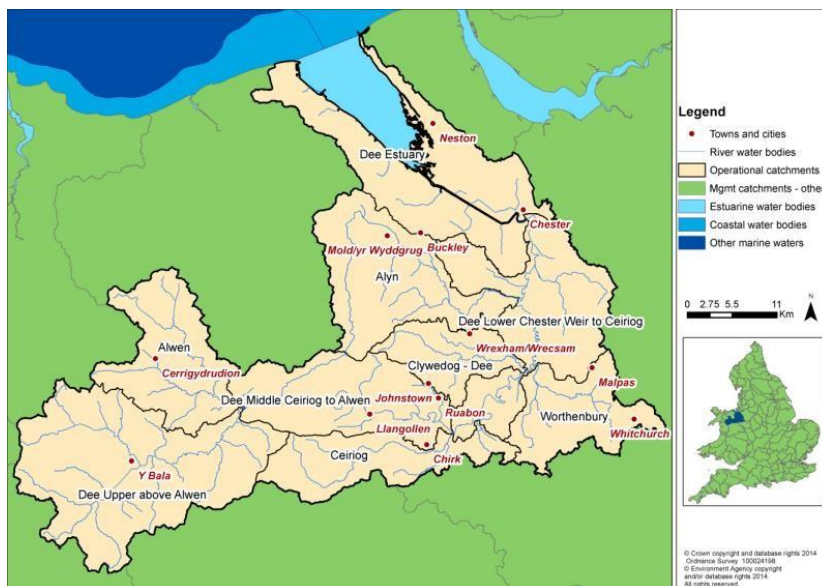 Neston
Dee Estuary
Chester
Mold/yr Wyddgrug
Buckley
Alyn
Dee Lower Chester Weir to Ceiriog
Wrexham/Wrecsam
Alwen
Cerrigydrudion
Clywedog - Dee
Malpas
Dee Middle Ceiriog to Alwen
Johnstown
Ruabon
Worthenbury
Llangollen
Whitchurch
Ceiriog
Chirk
Y Bala
Dee Upper above Alwen
Legend
Towns and cities
River water bodies
Operational catchments
Mgmt catchments - other
Estuarine water bodies
Coastal water bodies
Other marine waters
N
0 2.75 5.5 11
Km
© Crown copyright and database rights 2014
Ordnance Survey 100024198.
© Environment Agency copyright
and/or database rights 2014.
All rights reserved.